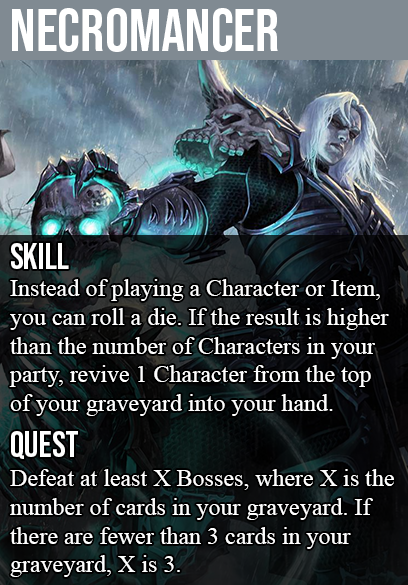 NECROMANCER
SKILL
Instead of playing a Character or Item,
you can roll a die. If the result is higher
than the number of Characters in your
party, revive 1 Character from the top
of your graveyard into your hand.
QUEST
Defeat at least X Bosses, where X is the
number of cards in your graveyard. If
there are fewer than 3 cards in your
graveyard, X is 3.